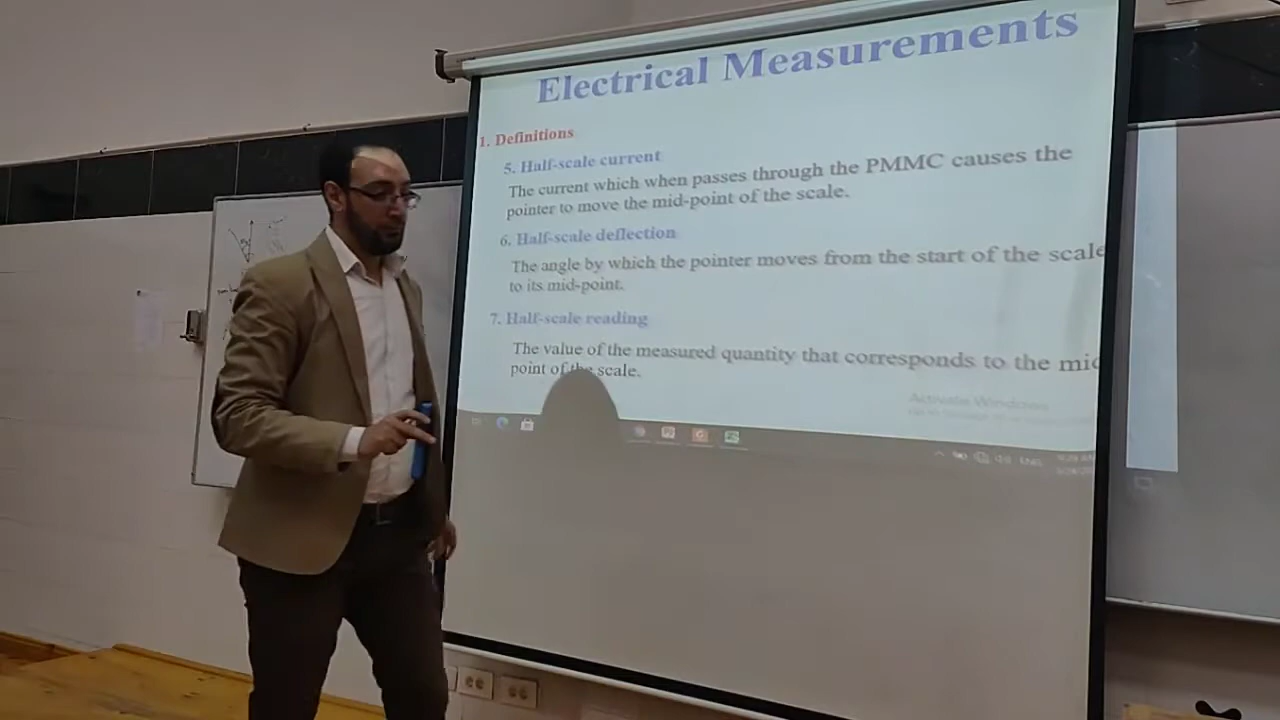 Electrical Measurements
1. Definitions
5. Half-scale current
The current which when passes through the PMMC causes the
pointer to move the mid-point of the scale.
6. Half-scale deflection
The angle by which the pointer moves from the start of the scale
to its mid-point.
7. Half-scale reading
The value of the measured quantity that corresponds to the mid
point of the scale.
Activate Windows
ENG